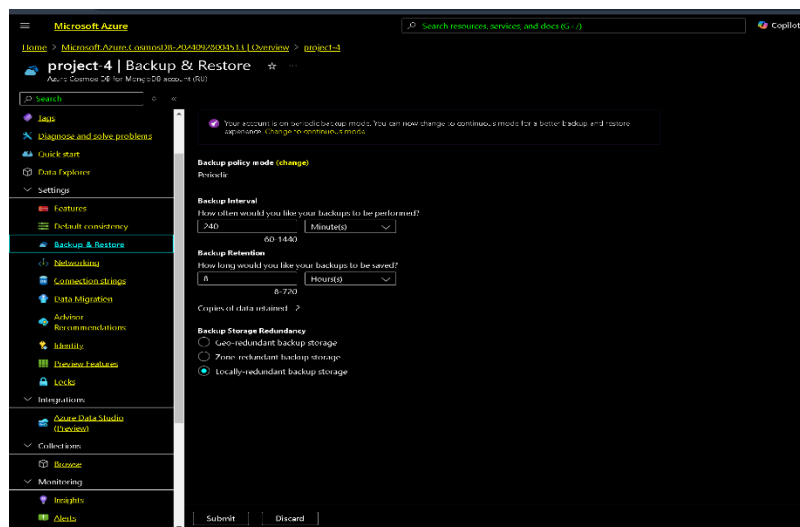 Microsoft Azure
Search resources, services, and docs (G+/)
Copilot
Home > Microsoft.Azure.CosmosDB-20240928004513 | Overview > project-4
project-4 | Backup & Restore
Azure Cosmos DB for MongoDB account (RU)
Search
Tags
Diagnose and solve problems
Quick start
Data Explorer
Settings
Features
Default consistency
Backup & Restore
Networking
Connection strings
Data Migration
Advisor
Recommendations
Identity
Preview Features
Locks
Integrations
Azure Data Studio
(Preview)
Collections
Browse
Monitoring
Insights
Alerts
Your account is on periodic backup mode. You can now change to continuous mode for a better backup and restore
experience. Change to continuous mode
Backup policy mode (change)
Periodic
Backup Interval
How often would you like your backups to be performed?
240 Minute(s)
60-1440
Backup Retention
How long would you like your backups to be saved?
8 Hours(s)
8-720
Copies of data retained 2
Backup Storage Redundancy
Geo-redundant backup storage
Zone-redundant backup storage
Locally-redundant backup storage
Submit Discard